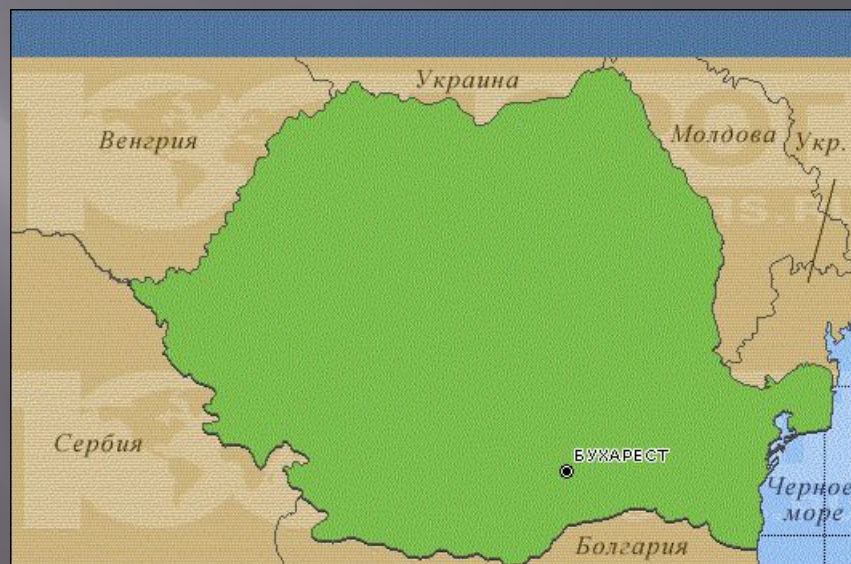 Украина
Венгрия
Молдова
Укр.
Сербия
БУХАРЕСТ
Черное
море
Болгария